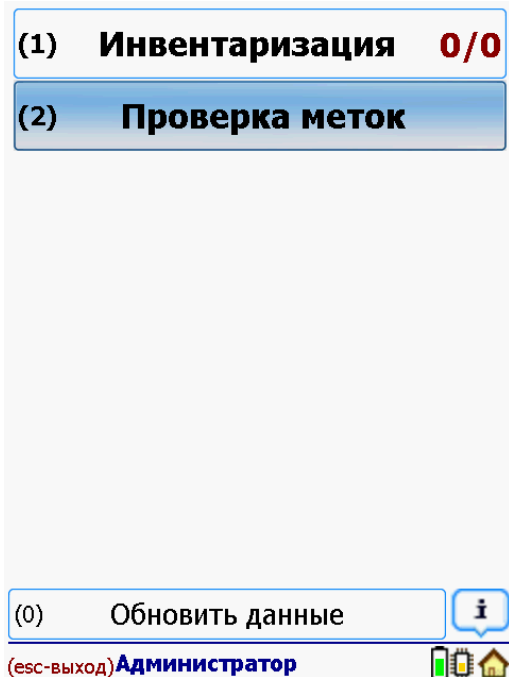 (1) Инвентаризация 0/0
(2) Проверка меток
(0) Обновить данные i
(esc-выход)Администратор